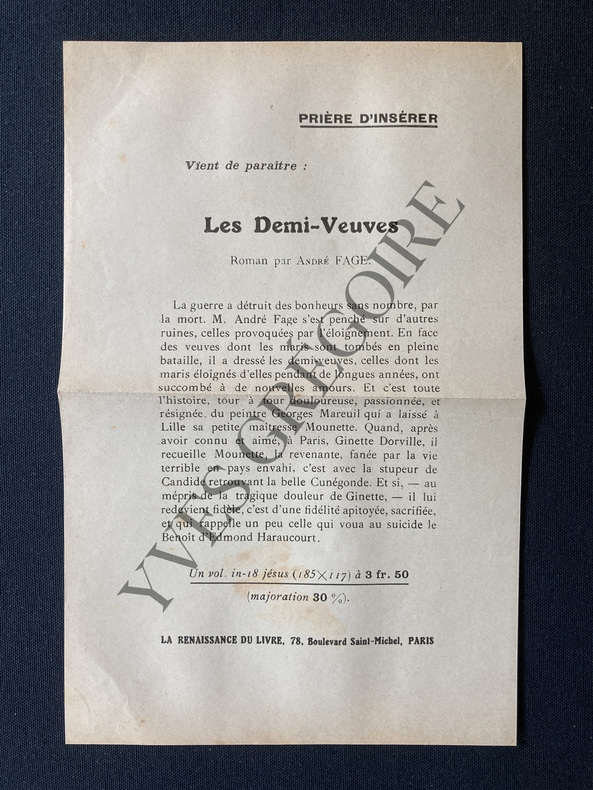 PRIÈRE D'INSÉRER
Vient de paraître :
Les Demi-Veuves
Roman par ANDRÉ FAGE.
La guerre a détruit des bonheurs sans nombre, par
la mort. M. André Fage s'est penché sur d'autres
ruines, celles provoquées par l'éloignement. En face
des veuves dont les maris sont tombés en pleine
bataille, il a dressé les demi-veuves, celles dont les
maris éloignés d'elles pendant de longues années, ont
succombé à de nouvelles amours. Et c'est toute
l'histoire, tour à tour douloureuse, passionnée, et
résignée, du peintre Georges Mareuil qui a laissé à
Lille sa petite maîtresse Mounette. Quand, après
avoir connu et aimé, à Paris, Ginette Dorville, il
recueille Mounette, la revenante, fanée par la vie
terrible en pays envahi, c'est avec la stupeur de
Candide retrouvant la belle Cunégonde. Et si, — au
mépris de la tragique douleur de Ginette, — il lui
redevient fidèle, c'est d'une fidélité apitoyée, sacrifiée,
et qui rappelle un peu celle qui voua au suicide le
Benoît d'Edmond Haraucourt.
Un vol. in-18 jésus (185×117) à 3 fr. 50
(majoration 30 %).
LA RENAISSANCE DU LIVRE, 78, Boulevard Saint-Michel, PARIS
YVES GRÉGOIRE